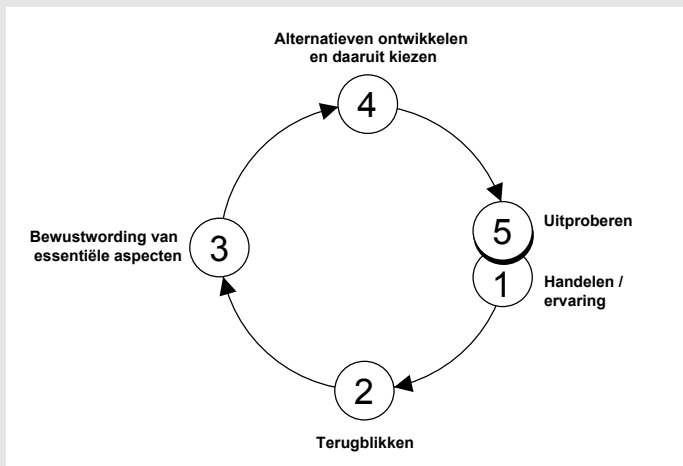 Alternatieven ontwikkelen
en daaruit kiezen
4
5
Uitproberen
Bewustwording van
essentiële aspecten
3
1
Handelen /
ervaring
2
Terugblikken